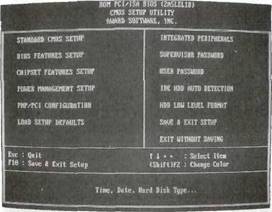 ROM PCI/ISA BIOS (2A5LEL1B)
CMOS SETUP UTILITY
AWARD SOFTWARE, INC.
STANDARD CMOS SETUP
BIOS FEATURES SETUP
CHIPSET FEATURES SETUP
POWER MANAGEMENT SETUP
PNP/PCI CONFIGURATION
LOAD SETUP DEFAULTS
INTEGRATED PERIPHERALS
SUPERVISOR PASSWORD
USER PASSWORD
IDE HDD AUTO DETECTION
HDD LOW LEVEL FORMAT
SAVE & EXIT SETUP
EXIT WITHOUT SAVING
Esc : Quit
F10 : Save & Exit Setup
↑ ↓ → ← : Select Item
(Shift)F2 : Change Color
Time, Date, Hard Disk Type...